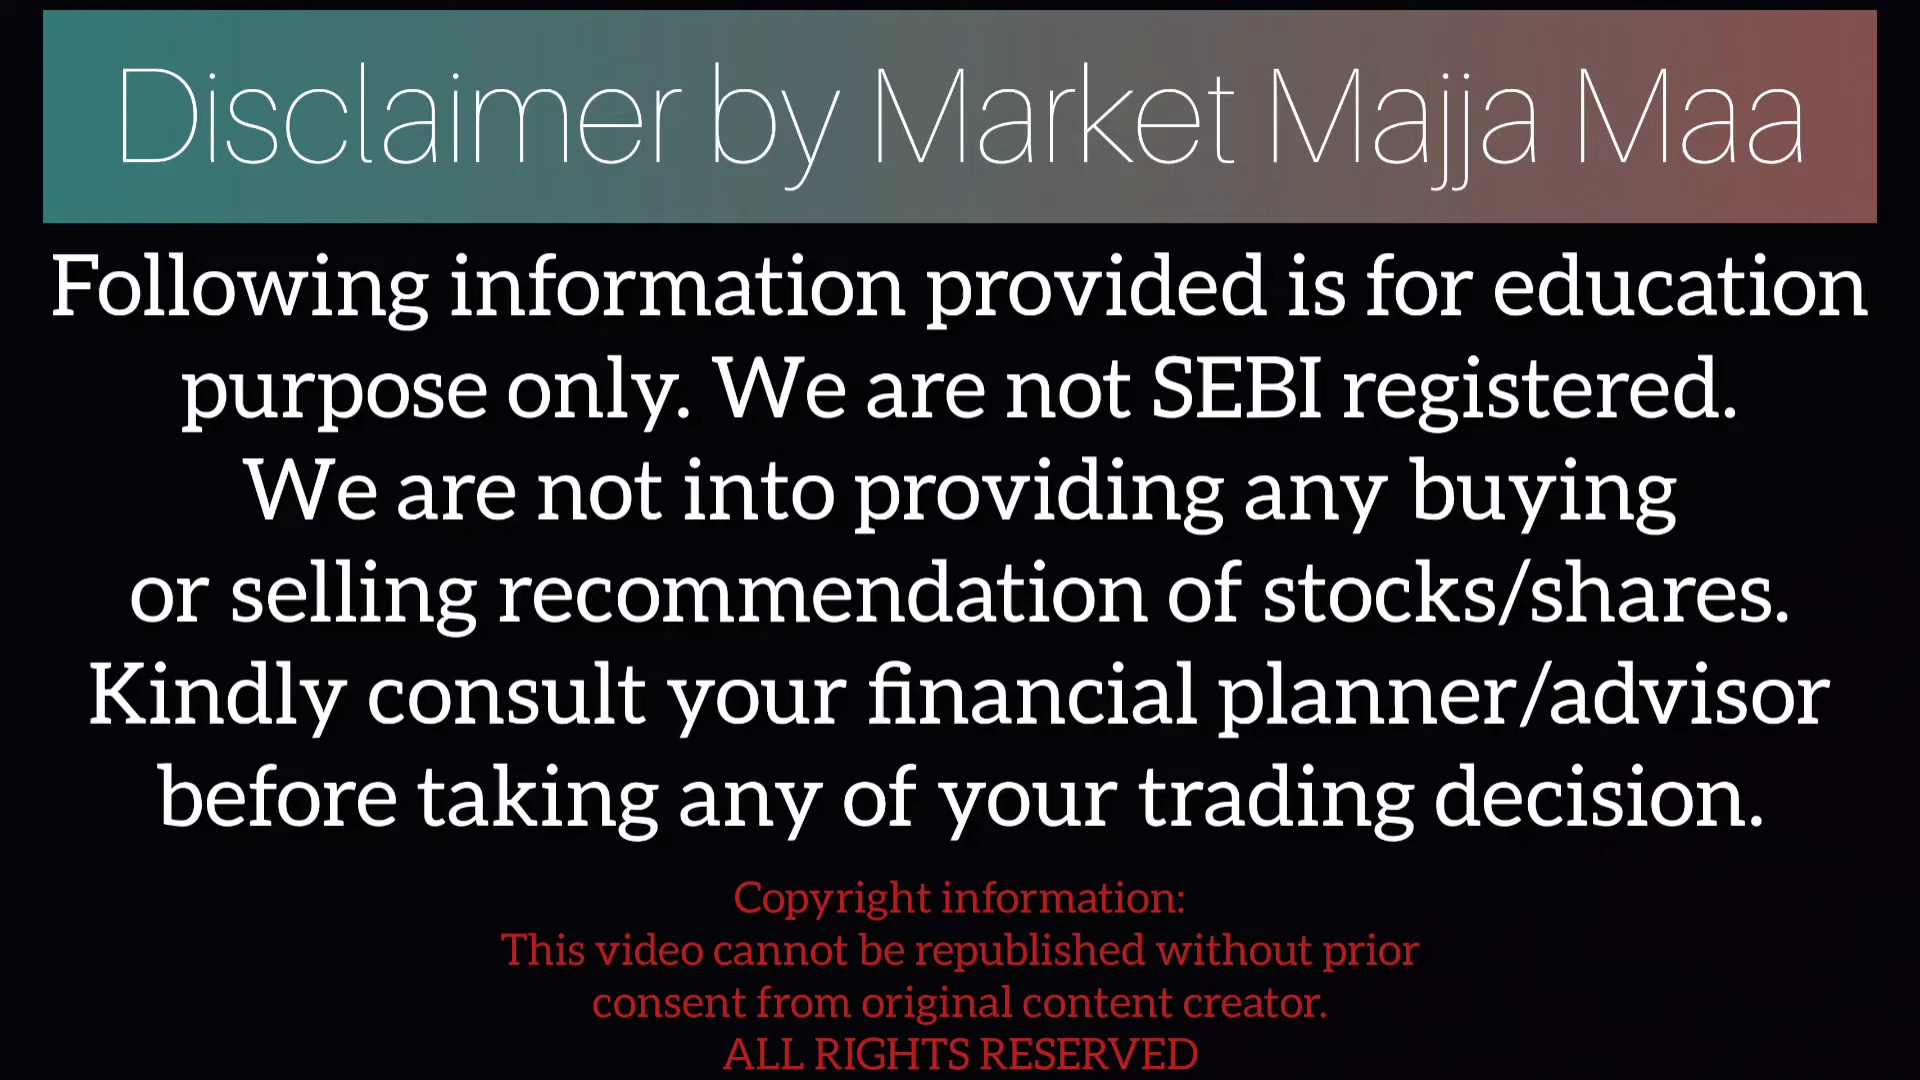 Disclaimer by Market Majja Maa
Following information provided is for education
purpose only. We are not SEBI registered.
We are not into providing any buying
or selling recommendation of stocks/shares.
Kindly consult your financial planner/advisor
before taking any of your trading decision.
Copyright information:
This video cannot be republished without prior
consent from original content creator.
ALL RIGHTS RESERVED